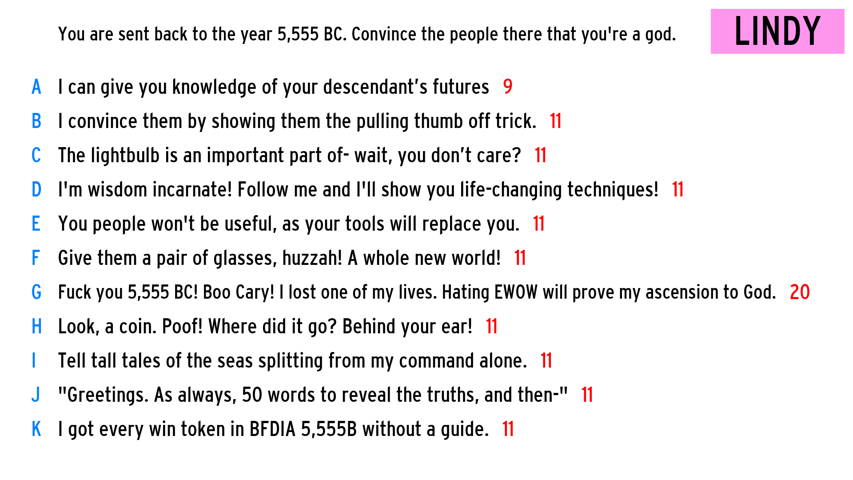 You are sent back to the year 5,555 BC. Convince the people there that you're a god.
LINDY
A I can give you knowledge of your descendant’s futures 9
B I convince them by showing them the pulling thumb off trick. 11
C The lightbulb is an important part of- wait, you don’t care? 11
D I'm wisdom incarnate! Follow me and I'll show you life-changing techniques! 11
E You people won't be useful, as your tools will replace you. 11
F Give them a pair of glasses, huzzah! A whole new world! 11
G Fuck you 5,555 BC! Boo Cary! I lost one of my lives. Hating EWOW will prove my ascension to God. 20
H Look, a coin. Poof! Where did it go? Behind your ear! 11
I Tell tall tales of the seas splitting from my command alone. 11
J "Greetings. As always, 50 words to reveal the truths, and then-" 11
K I got every win token in BFDIA 5,555B without a guide. 11